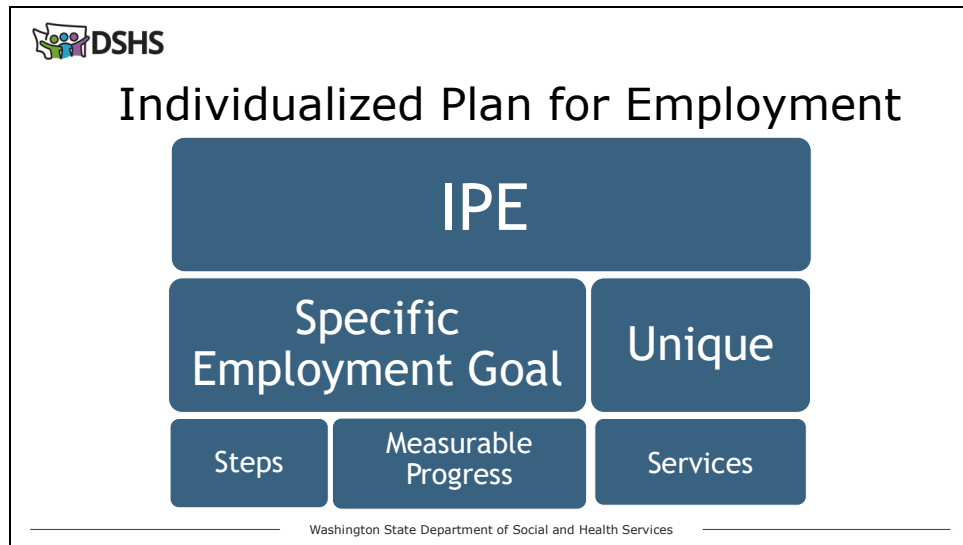 DSHS
Individualized Plan for Employment
IPE
Specific
Employment Goal
Unique
Steps
Measurable
Progress
Services
Washington State Department of Social and Health Services